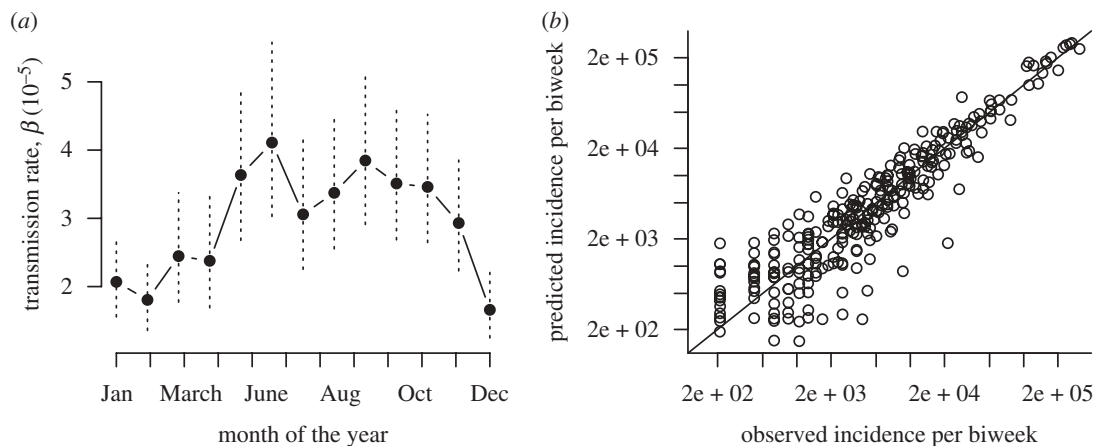 (a)
transmission rate, β (10⁻⁵)
5
4
3
2
Jan March June Aug Oct Dec
month of the year
(b)
predicted incidence per biweek
2e + 05
2e + 04
2e + 03
2e + 02
2e + 02 2e + 03 2e + 04 2e + 05
observed incidence per biweek